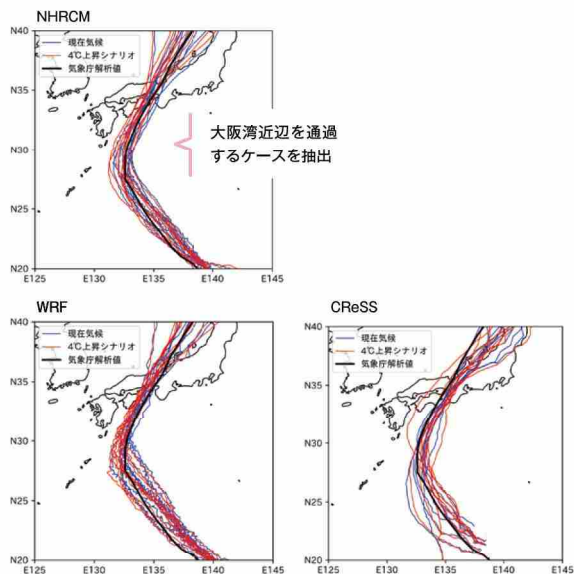 NHRCM
N40
現在気候
4℃上昇シナリオ
気象庁解析値
N35
大阪湾近辺を通過
するケースを抽出
N30
N25
N20
E125 E130 E135 E140 E145
WRF
N40
現在気候
4℃上昇シナリオ
気象庁解析値
N35
N30
N25
N20
E125 E130 E135 E140 E145
CReSS
N40
現在気候
4℃上昇シナリオ
気象庁解析値
N35
N30
N25
N20
E125 E130 E135 E140 E145